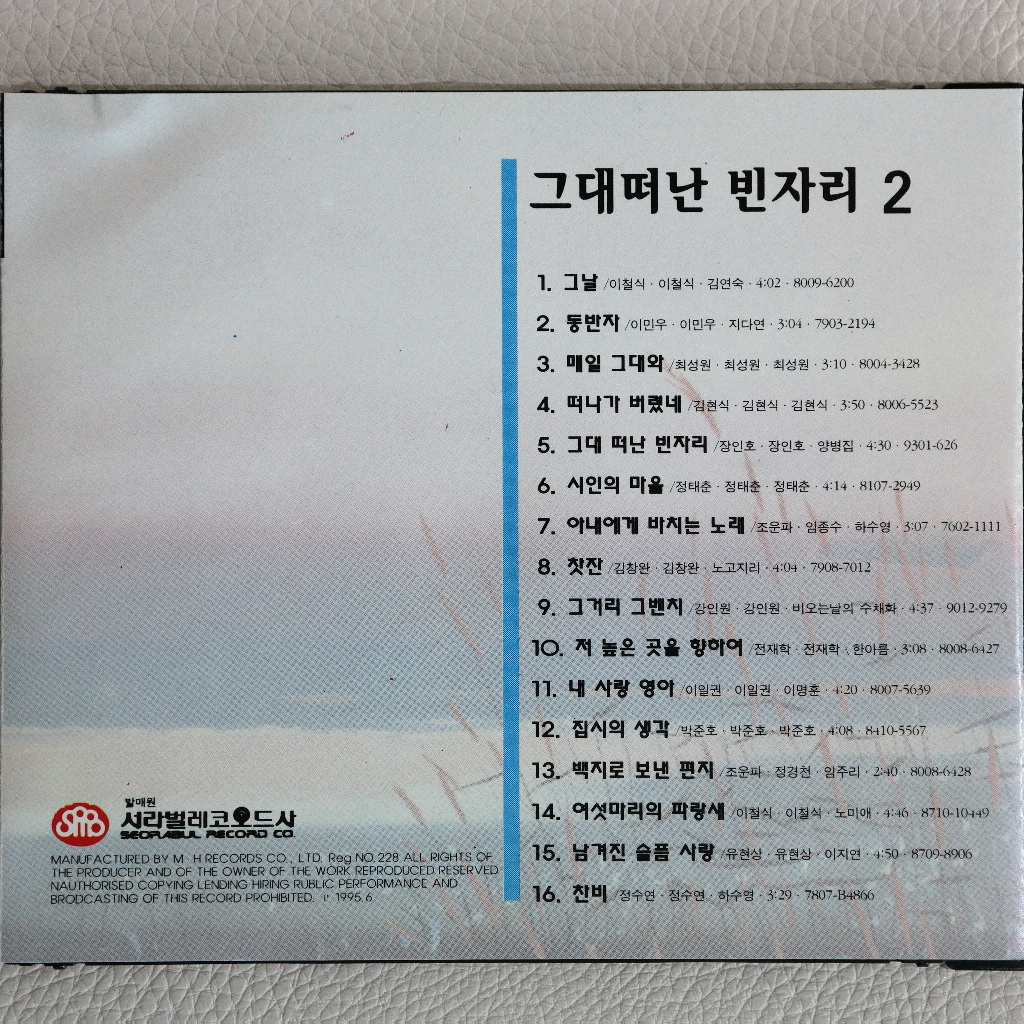 그대떠난 빈자리 2
1. 그날 /이철식 · 이철식 · 김연숙 · 4:02 · 8009-6200
2. 동반자 /이민우 · 이민우 · 지다연 · 3:04 · 7903-2194
3. 매일 그대와 /최성원 · 최성원 · 최성원 · 3:10 · 8004-3428
4. 떠나가 버렸네 /김현식 · 김현식 · 김현식 · 3:50 · 8006-5523
5. 그대 떠난 빈자리 /장인호 · 장인호 · 양병집 · 4:30 · 9301-626
6. 시인의 마을 /정태춘 · 정태춘 · 정태춘 · 4:14 · 8107-2949
7. 아내에게 바치는 노래 /조운파 · 임종수 · 하수영 · 3:07 · 7602-1111
8. 찻잔 /김창완 · 김창완 · 노고지리 · 4:04 · 7908-7012
9. 그거리 그벤치 /강인원 · 강인원 · 비오는날의 수채화 · 4:37 · 9012-9279
10. 저 높은 곳을 향하여 /전재학 · 전재학 · 한아름 · 3:08 · 8008-6427
11. 내 사랑 영아 /이일권 · 이일권 · 이명훈 · 4:20 · 8007-5639
12. 집시의 생각 /박준호 · 박준호 · 박준호 · 4:08 · 8410-5567
13. 백지로 보낸 편지 /조운파 · 정경천 · 임주리 · 2:40 · 8008-6428
14. 여섯마리의 파랑새 /이철식 · 이철식 · 노미애 · 4:46 · 8710-10449
15. 남겨진 슬픔 사랑 /유현상 · 유현상 · 이지연 · 4:50 · 8709-8906
16. 찬비 /정수연 · 정수연 · 하수영 · 3:29 · 7807-B4866
발매원
SRB 서라벌레코오드사
SEORABUL RECORD CO.
MANUFACTURED BY M · H RECORDS CO., LTD. Reg NO. 228 ALL RIGHTS OF
THE PRODUCER AND OF THE OWNER OF THE WORK REPRODUCED RESERVED
NAUTHORISED COPYING LENDING HIRING RUBLIC PERFORMANCE AND
BRODCASTING OF THIS RECORD PROHIBITED. ℗ 1995.6